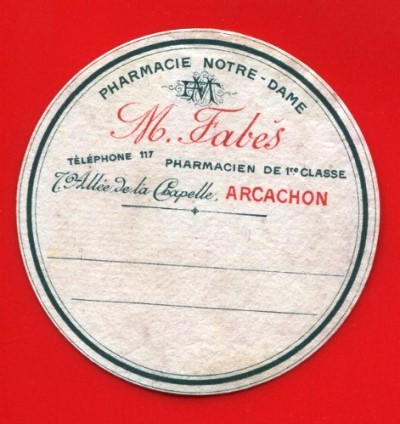 PHARMACIE NOTRE-DAME
M. Fabès
TÉLÉPHONE 117 PHARMACIEN DE 1re CLASSE
7, Allée de la Chapelle, ARCACHON